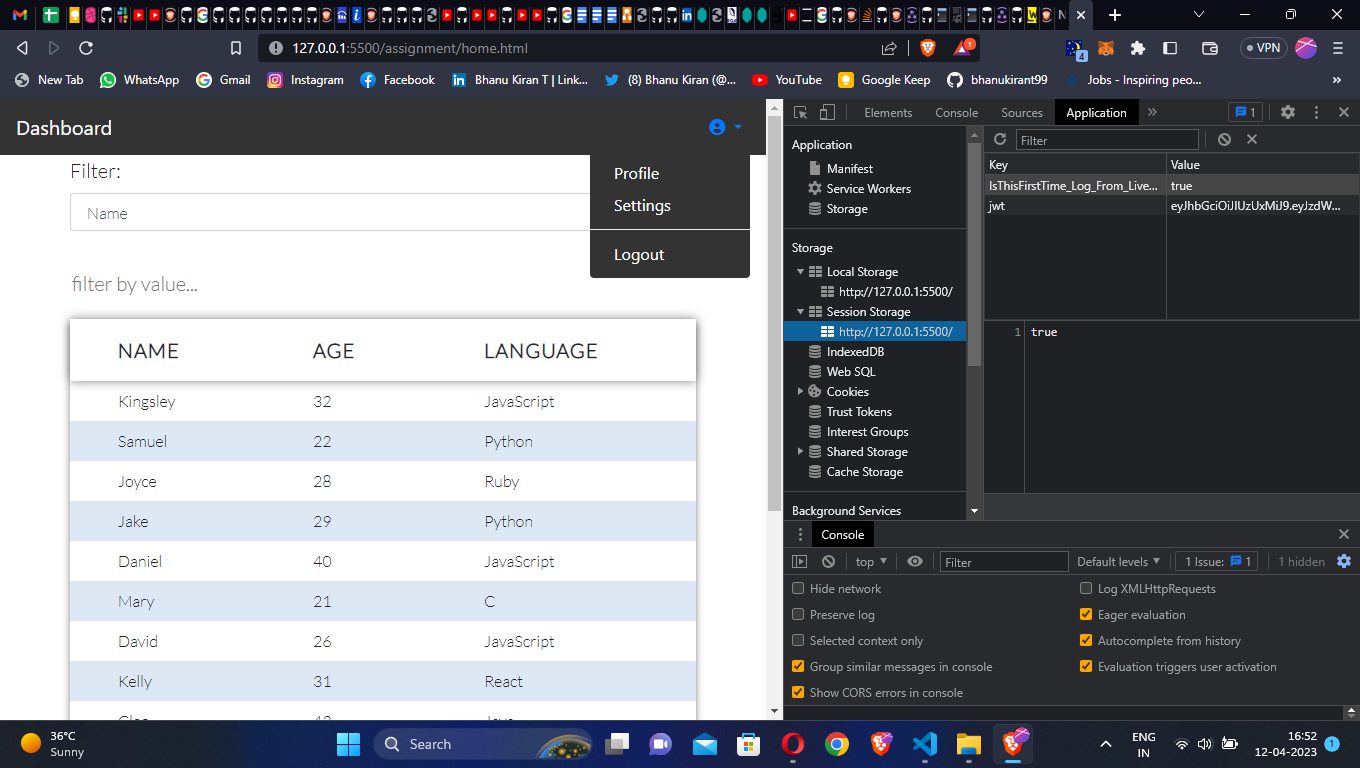 127.0.0.1:5500/assignment/home.html
1
4
VPN
New Tab
WhatsApp
Gmail
Instagram
Facebook
Bhanu Kiran T | Link...
(8) Bhanu Kiran (@...
YouTube
Google Keep
bhanukirant99
Jobs - Inspiring peo...
»
Dashboard
Profile
Settings
Logout
Filter:
Name
filter by value...
NAME AGE LANGUAGE
Kingsley 32 JavaScript
Samuel 22 Python
Joyce 28 Ruby
Jake 29 Python
Daniel 40 JavaScript
Mary 21 C
David 26 JavaScript
Kelly 31 React
Elements Console Sources Application » 1
Application
Manifest
Service Workers
Storage
Storage
Local Storage
http://127.0.0.1:5500/
Session Storage
http://127.0.0.1:5500/
IndexedDB
Web SQL
Cookies
Trust Tokens
Interest Groups
Shared Storage
Cache Storage
Background Services
Filter
Key Value
IsThisFirstTime_Log_From_Live... true
jwt eyJhbGciOiJIUzUxMiJ9.eyJzdW...
1 true
Console
top Filter Default levels 1 Issue: 1 1 hidden
Hide network Log XMLHttpRequests
Preserve log Eager evaluation
Selected context only Autocomplete from history
Group similar messages in console Evaluation triggers user activation
Show CORS errors in console
36°C
Sunny
Search
ENG
IN
16:52
12-04-2023
1